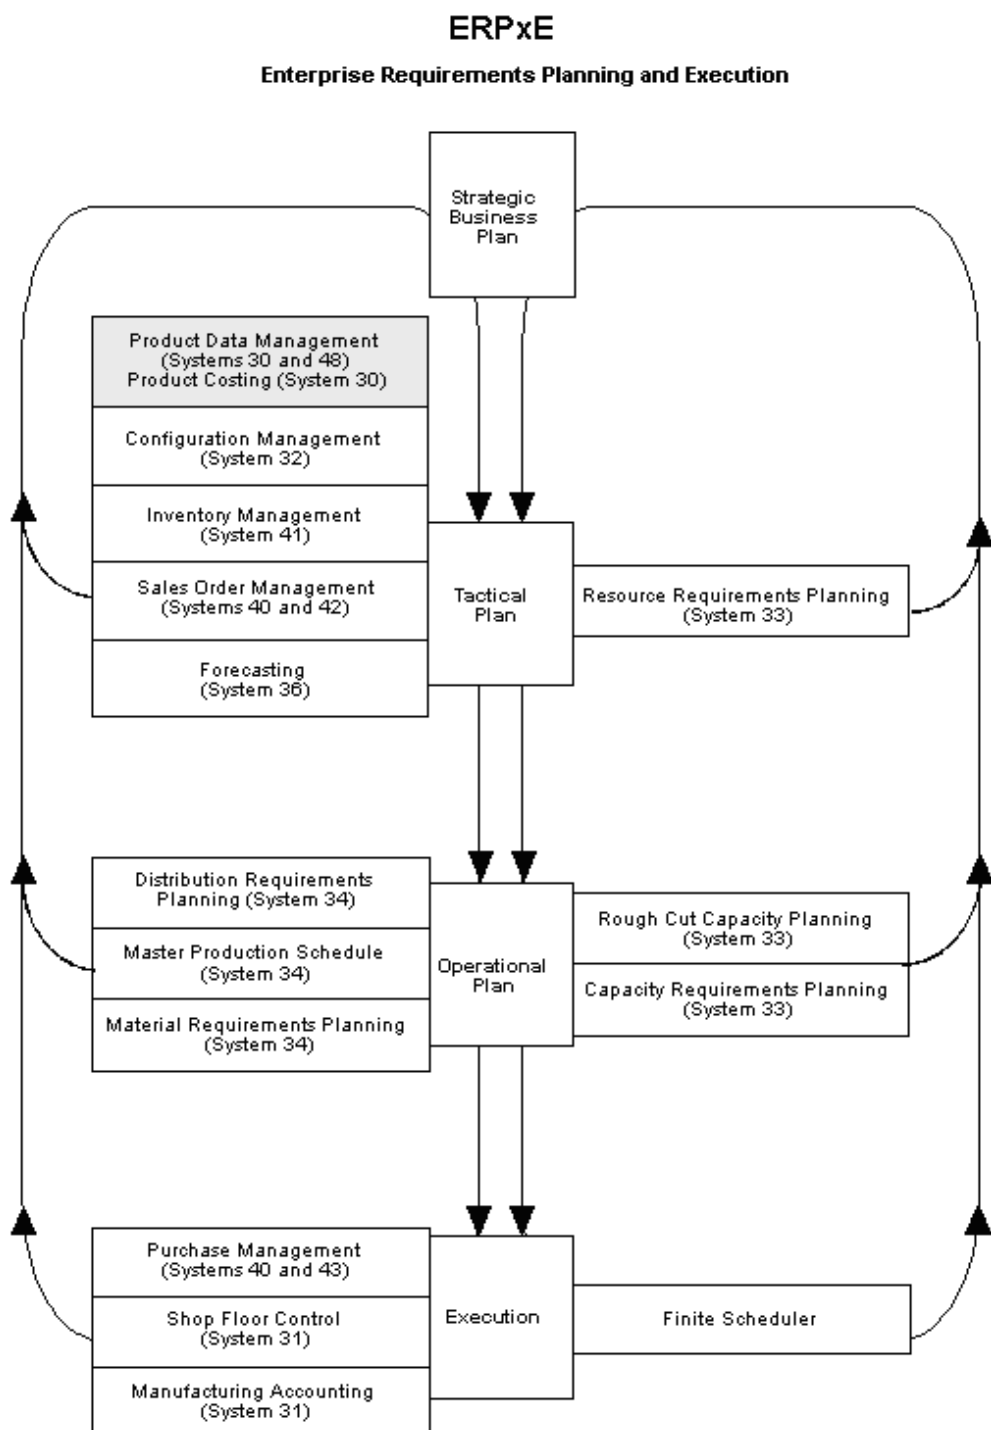 ERPxE
Enterprise Requirements Planning and Execution
Strategic
Business
Plan
Product Data Management
(Systems 30 and 48)
Product Costing (System 30)
Configuration Management
(System 32)
Inventory Management
(System 41)
Sales Order Management
(Systems 40 and 42)
Forecasting
(System 36)
Tactical
Plan
Resource Requirements Planning
(System 33)
Distribution Requirements
Planning (System 34)
Master Production Schedule
(System 34)
Material Requirements Planning
(System 34)
Operational
Plan
Rough Cut Capacity Planning
(System 33)
Capacity Requirements Planning
(System 33)
Purchase Management
(Systems 40 and 43)
Shop Floor Control
(System 31)
Manufacturing Accounting
(System 31)
Execution
Finite Scheduler